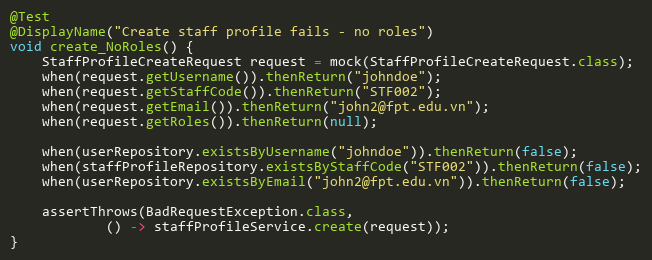 @Test
@DisplayName("Create staff profile fails - no roles")
void create_NoRoles() {
    StaffProfileCreateRequest request = mock(StaffProfileCreateRequest.class);
    when(request.getUsername()).thenReturn("johndoe");
    when(request.getStaffCode()).thenReturn("STF002");
    when(request.getEmail()).thenReturn("john2@fpt.edu.vn");
    when(request.getRoles()).thenReturn(null);

    when(userRepository.existsByUsername("johndoe")).thenReturn(false);
    when(staffProfileRepository.existsByStaffCode("STF002")).thenReturn(false);
    when(userRepository.existsByEmail("john2@fpt.edu.vn")).thenReturn(false);

    assertThrows(BadRequestException.class,
            () -> staffProfileService.create(request));
}